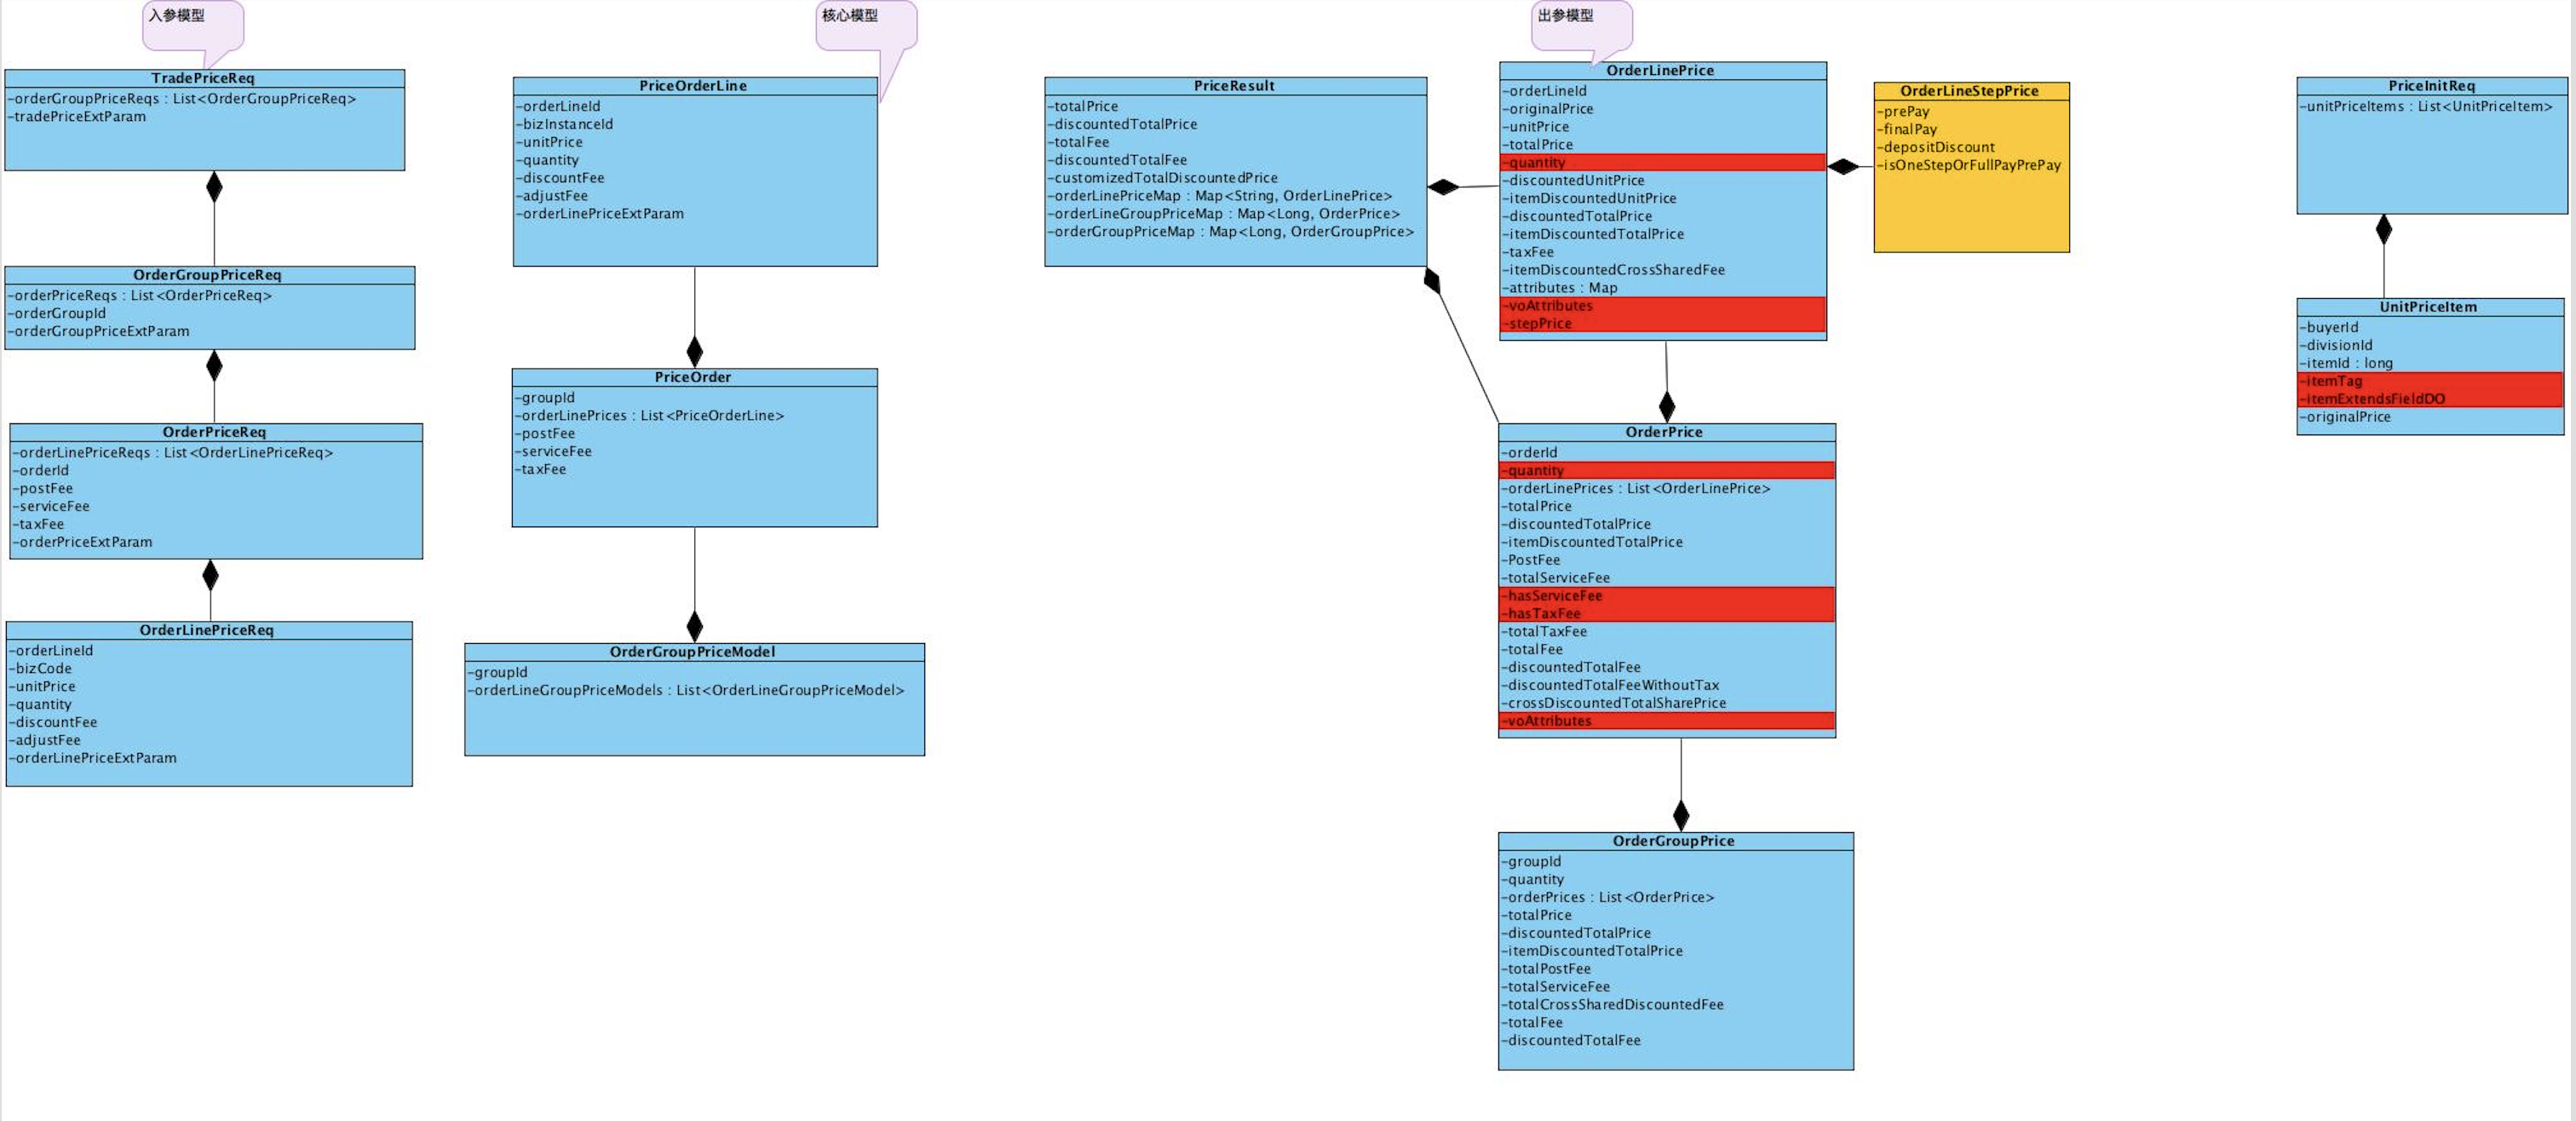 入参模型
TradePriceReq
-orderGroupPriceReqs : List<OrderGroupPriceReq>
-tradePriceExtParam
OrderGroupPriceReq
-orderPriceReqs : List<OrderPriceReq>
-orderGroupId
-orderGroupPriceExtParam
OrderPriceReq
-orderLinePriceReqs : List<OrderLinePriceReq>
-orderId
-postFee
-serviceFee
-taxFee
-orderPriceExtParam
OrderLinePriceReq
-orderLineId
-bizCode
-unitPrice
-quantity
-discountFee
-adjustFee
-orderLinePriceExtParam
核心模型
PriceOrderLine
-orderLineId
-bizInstanceId
-unitPrice
-quantity
-discountFee
-adjustFee
-orderLinePriceExtParam
PriceOrder
-groupId
-orderLinePrices : List<PriceOrderLine>
-postFee
-serviceFee
-taxFee
OrderGroupPriceModel
-groupId
-orderLineGroupPriceModels : List<OrderLineGroupPriceModel>
出参模型
PriceResult
-totalPrice
-discountedTotalPrice
-totalFee
-discountedTotalFee
-customizedTotalDiscountedPrice
-orderLinePriceMap : Map<String, OrderLinePrice>
-orderLineGroupPriceMap : Map<Long, OrderPrice>
-orderGroupPriceMap : Map<Long, OrderGroupPrice>
OrderLinePrice
-orderLineId
-originalPrice
-unitPrice
-totalPrice
-quantity
-discountedUnitPrice
-itemDiscountedUnitPrice
-discountedTotalPrice
-itemDiscountedTotalPrice
-taxFee
-itemDiscountedCrossSharedFee
-attributes : Map
-voAttributes
-stepPrice
OrderLineStepPrice
-prePay
-finalPay
-depositDiscount
-isOneStepOrFullPayPrePay
OrderPrice
-orderId
-quantity
-orderLinePrices : List<OrderLinePrice>
-totalPrice
-discountedTotalPrice
-itemDiscountedTotalPrice
-PostFee
-totalServiceFee
-hasServiceFee
-hasTaxFee
-totalTaxFee
-totalFee
-discountedTotalFee
-discountedTotalFeeWithoutTax
-crossDiscountedTotalSharePrice
-voAttributes
OrderGroupPrice
-groupId
-quantity
-orderPrices : List<OrderPrice>
-totalPrice
-discountedTotalPrice
-itemDiscountedTotalPrice
-totalPostFee
-totalServiceFee
-totalCrossSharedDiscountedFee
-totalFee
-discountedTotalFee
PriceInitReq
-unitPriceItems : List<UnitPriceItem>
UnitPriceItem
-buyerId
-divisionId
-itemId : long
-itemTag
-itemExtendsFieldDO
-originalPrice